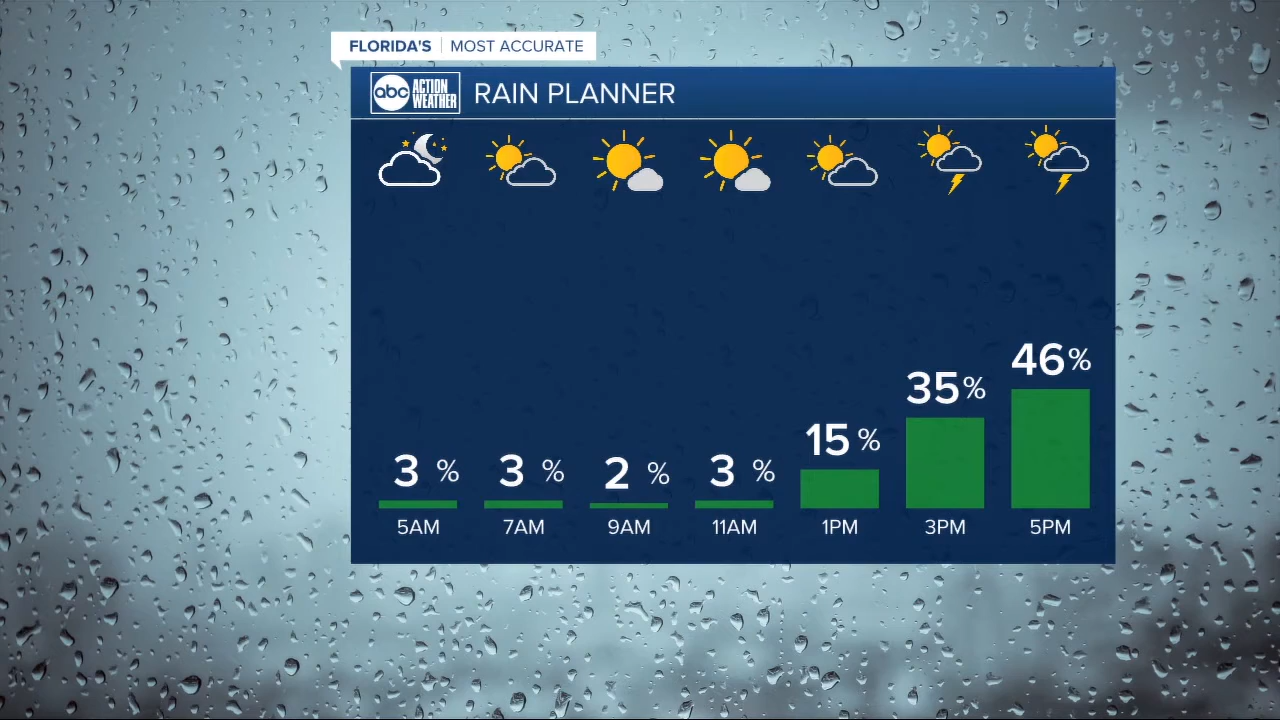 FLORIDA'S MOST ACCURATE
abc ACTION WEATHER RAIN PLANNER
3 % 3 % 2 % 3 % 15 % 35 % 46 %
5AM 7AM 9AM 11AM 1PM 3PM 5PM